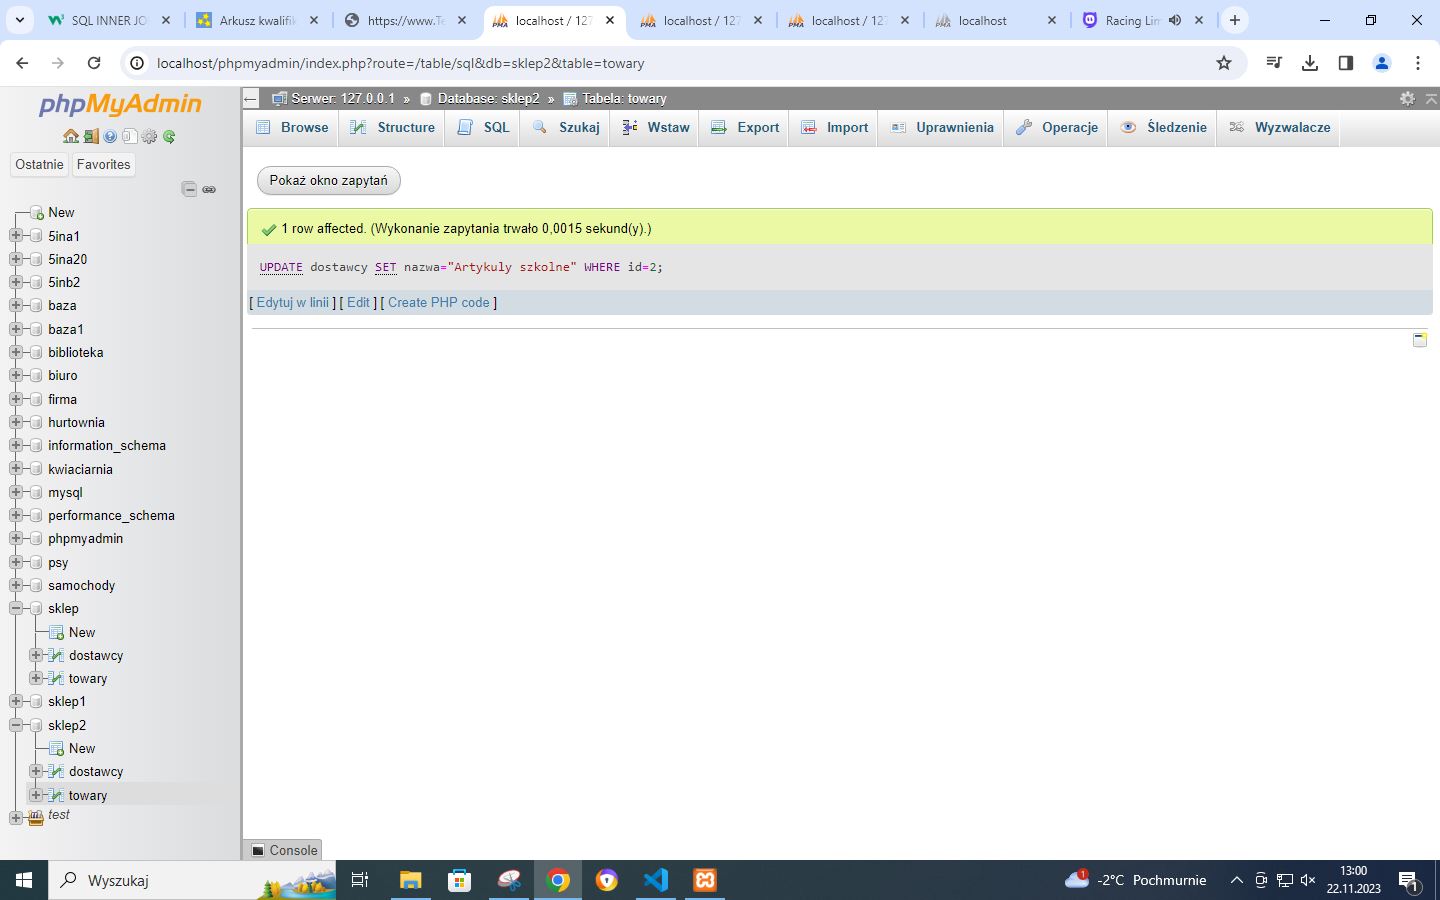 SQL INNER JO
Arkusz kwalifik
https://www.Te
localhost / 127
localhost / 127
localhost / 127
localhost
Racing Lim
localhost/phpmyadmin/index.php?route=/table/sql&db=sklep2&table=towary
phpMyAdmin
Ostatnie
Favorites
New
5ina1
5ina20
5inb2
baza
baza1
biblioteka
biuro
firma
hurtownia
information_schema
kwiaciarnia
mysql
performance_schema
phpmyadmin
psy
samochody
sklep
New
dostawcy
towary
sklep1
sklep2
New
dostawcy
towary
test
Serwer: 127.0.0.1 » Database: sklep2 » Tabela: towary
Browse Structure SQL Szukaj Wstaw Export Import Uprawnienia Operacje Śledzenie Wyzwalacze
Pokaż okno zapytań
1 row affected. (Wykonanie zapytania trwało 0,0015 sekund(y).)
UPDATE dostawcy SET nazwa="Artykuly szkolne" WHERE id=2;
[ Edytuj w linii ] [ Edit ] [ Create PHP code ]
Console
Wyszukaj
1
-2°C Pochmurnie
13:00
22.11.2023
1